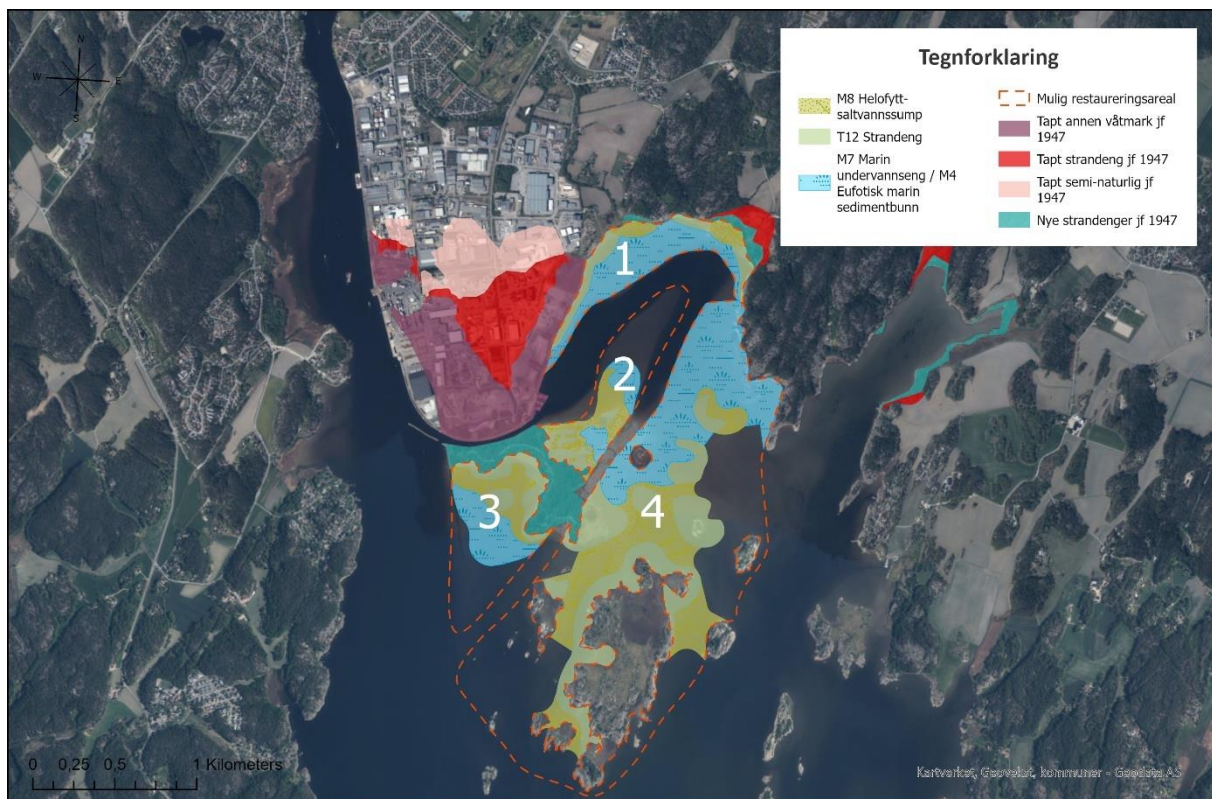 N
W E
S
Tegnforklaring
M8 Helofytt-
saltvannssump
T12 Strandeng
M7 Marin
undervannseng / M4
Eufotisk marin
sedimentbunn
Mulig restaureringsareal
Tapt annen våtmark jf
1947
Tapt strandeng jf 1947
Tapt semi-naturlig jf
1947
Nye strandenger jf 1947
1
2
3
4
0 0,25 0,5 1 Kilometers
Kartverket, Geovekst, kommuner - Geodata AS